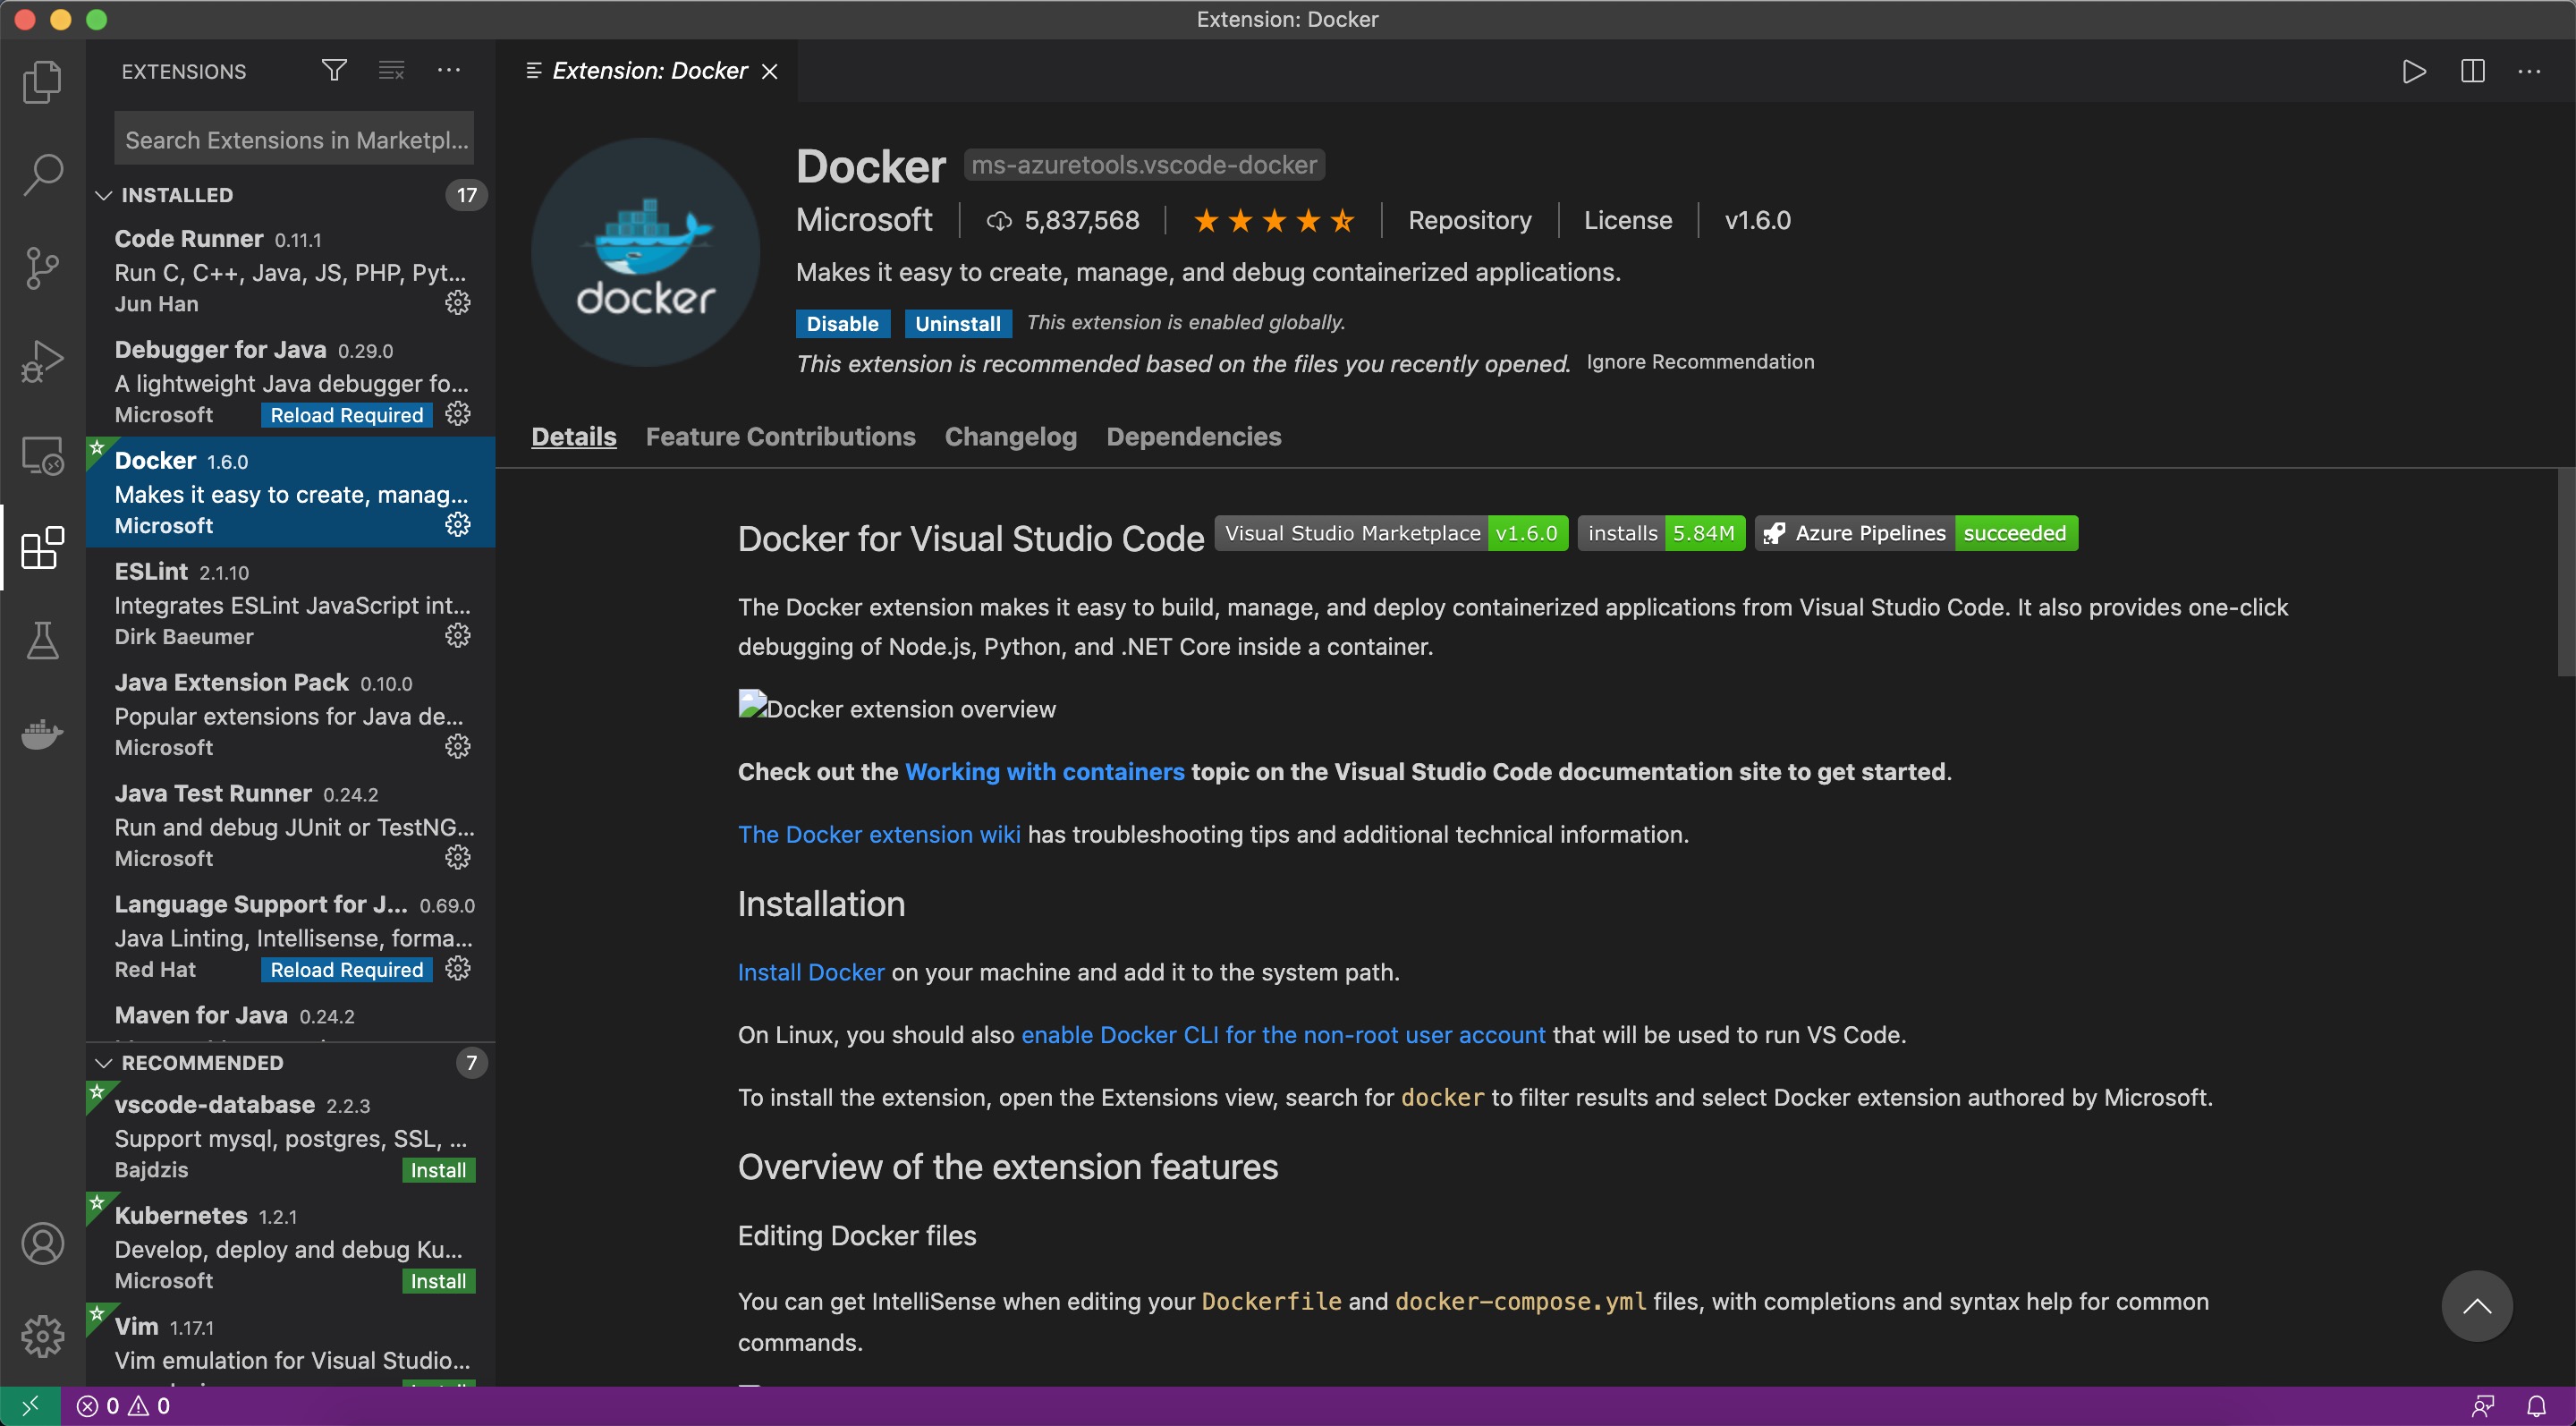 Extension: Docker
EXTENSIONS
Search Extensions in Marketpl...
INSTALLED 17
Code Runner 0.11.1
Run C, C++, Java, JS, PHP, Pyt...
Jun Han
Debugger for Java 0.29.0
A lightweight Java debugger fo...
Microsoft Reload Required
Docker 1.6.0
Makes it easy to create, manag...
Microsoft
ESLint 2.1.10
Integrates ESLint JavaScript int...
Dirk Baeumer
Java Extension Pack 0.10.0
Popular extensions for Java de...
Microsoft
Java Test Runner 0.24.2
Run and debug JUnit or TestNG...
Microsoft
Language Support for J... 0.69.0
Java Linting, Intellisense, forma...
Red Hat Reload Required
Maven for Java 0.24.2
RECOMMENDED 7
vscode-database 2.2.3
Support mysql, postgres, SSL, ...
Bajdzis Install
Kubernetes 1.2.1
Develop, deploy and debug Ku...
Microsoft Install
Vim 1.17.1
Vim emulation for Visual Studio...
Extension: Docker
docker
Docker ms-azuretools.vscode-docker
Microsoft 5,837,568 Repository License v1.6.0
Makes it easy to create, manage, and debug containerized applications.
Disable Uninstall This extension is enabled globally.
This extension is recommended based on the files you recently opened. Ignore Recommendation
Details Feature Contributions Changelog Dependencies
Docker for Visual Studio Code Visual Studio Marketplace v1.6.0 installs 5.84M Azure Pipelines succeeded
The Docker extension makes it easy to build, manage, and deploy containerized applications from Visual Studio Code. It also provides one-click
debugging of Node.js, Python, and .NET Core inside a container.
Docker extension overview
Check out the Working with containers topic on the Visual Studio Code documentation site to get started.
The Docker extension wiki has troubleshooting tips and additional technical information.
Installation
Install Docker on your machine and add it to the system path.
On Linux, you should also enable Docker CLI for the non-root user account that will be used to run VS Code.
To install the extension, open the Extensions view, search for docker to filter results and select Docker extension authored by Microsoft.
Overview of the extension features
Editing Docker files
You can get IntelliSense when editing your Dockerfile and docker-compose.yml files, with completions and syntax help for common
commands.
0 0